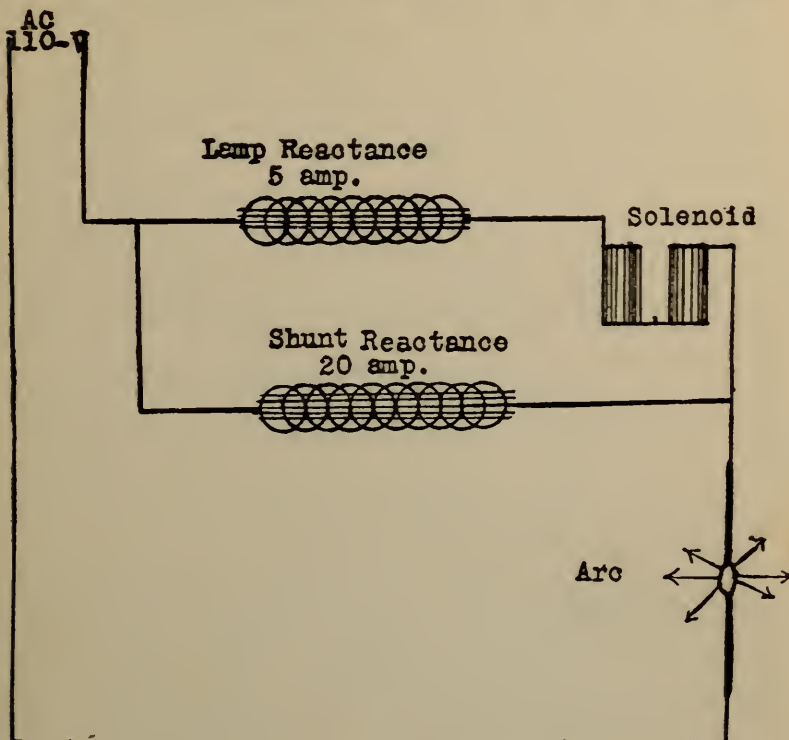 AC
110-V
Lamp Reactance
5 amp.
Solenoid
Shunt Reactance
20 amp.
Arc